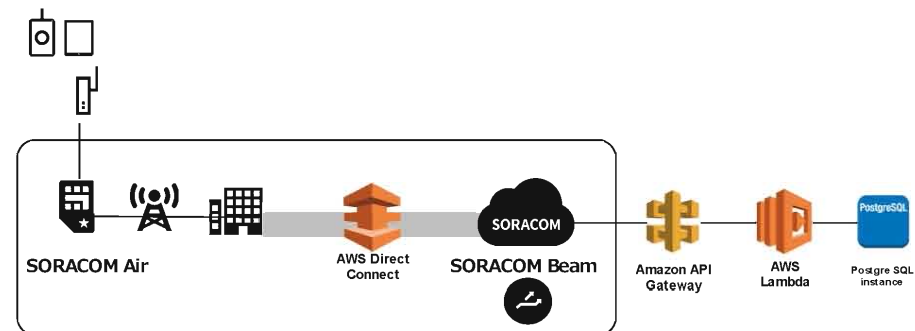 SORACOM
PostgreSQL
SORACOM Air
AWS Direct
Connect
SORACOM Beam
Amazon API
Gateway
AWS
Lambda
Postgre SQL
instance